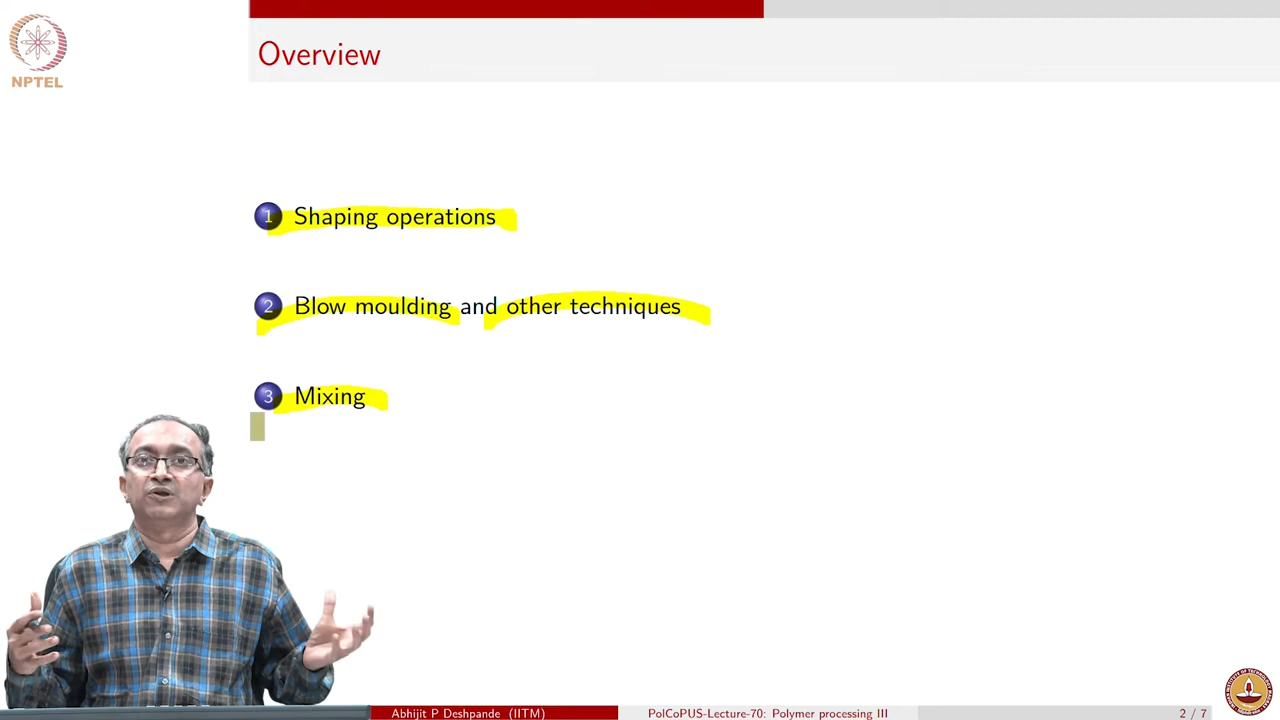 NPTEL
Overview
1 Shaping operations
2 Blow moulding and other techniques
3 Mixing
Abhijit P Deshpande (IITM) PolCoPUS-Lecture-70: Polymer processing III 2 / 7